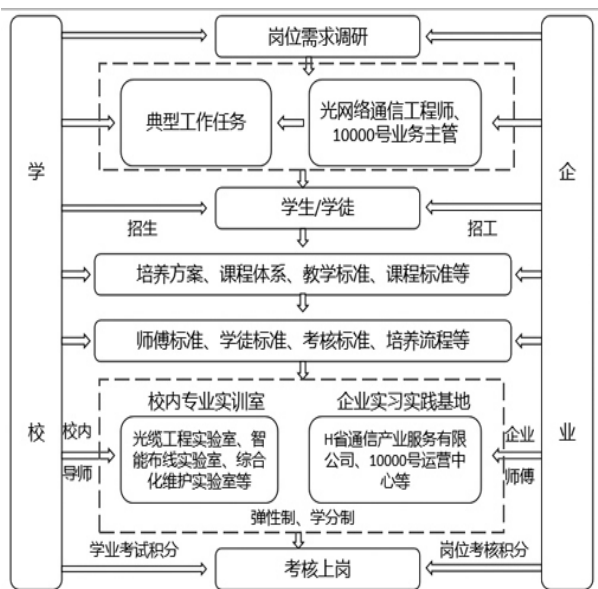 岗位需求调研
典型工作任务
光网络通信工程师、
10000号业务主管
学
企
学生/学徒
招生
招工
培养方案、课程体系、教学标准、课程标准等
师傅标准、学徒标准、考核标准、培养流程等
校内专业实训室
企业实习实践基地
校
校内
导师
光缆工程实验室、智
能布线实验室、综合
化维护实验室等
H省通信产业服务有限
公司、10000号运营中
心等
企业
师傅
业
弹性制、学分制
学业考试积分
岗位考核积分
考核上岗